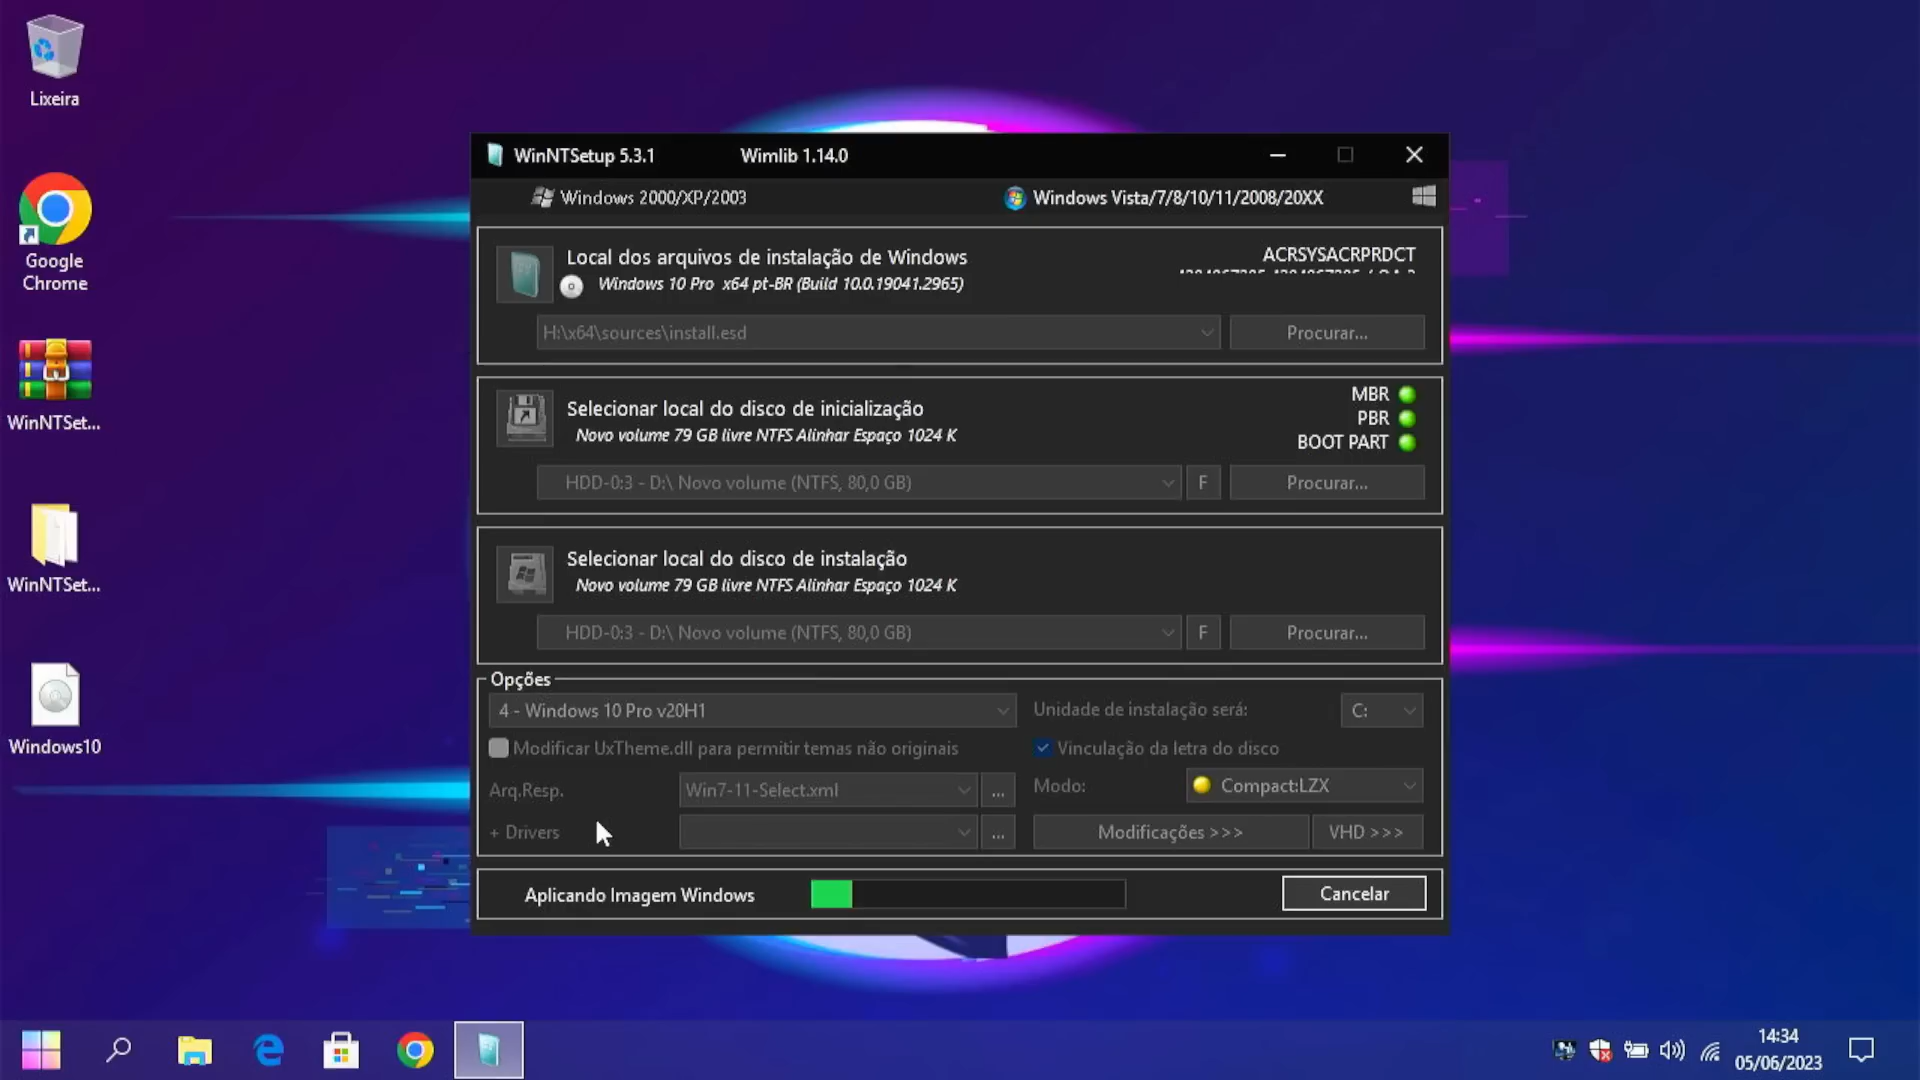 Lixeira
Google
Chrome
WinNTSet...
WinNTSet...
Windows10
WinNTSetup 5.3.1
Wimlib 1.14.0
Windows 2000/XP/2003
Windows Vista/7/8/10/11/2008/20XX
Local dos arquivos de instalação de Windows
Windows 10 Pro x64 pt-BR (Build 10.0.19041.2965)
ACRSYSACRPRDCT
H:\x64\sources\install.esd
Procurar...
Selecionar local do disco de inicialização
Novo volume 79 GB livre NTFS Alinhar Espaço 1024 K
MBR
PBR
BOOT PART
HDD-0:3 - D:\ Novo volume (NTFS, 80,0 GB)
F
Procurar...
Selecionar local do disco de instalação
Novo volume 79 GB livre NTFS Alinhar Espaço 1024 K
HDD-0:3 - D:\ Novo volume (NTFS, 80,0 GB)
F
Procurar...
Opções
4 - Windows 10 Pro v20H1
Unidade de instalação será:
C:
Modificar UxTheme.dll para permitir temas não originais
Vinculação da letra do disco
Arq.Resp.
Win7-11-Select.xml
...
Modo:
Compact:LZX
+ Drivers
...
Modificações >>>
VHD >>>
Aplicando Imagem Windows
Cancelar
14:34
05/06/2023